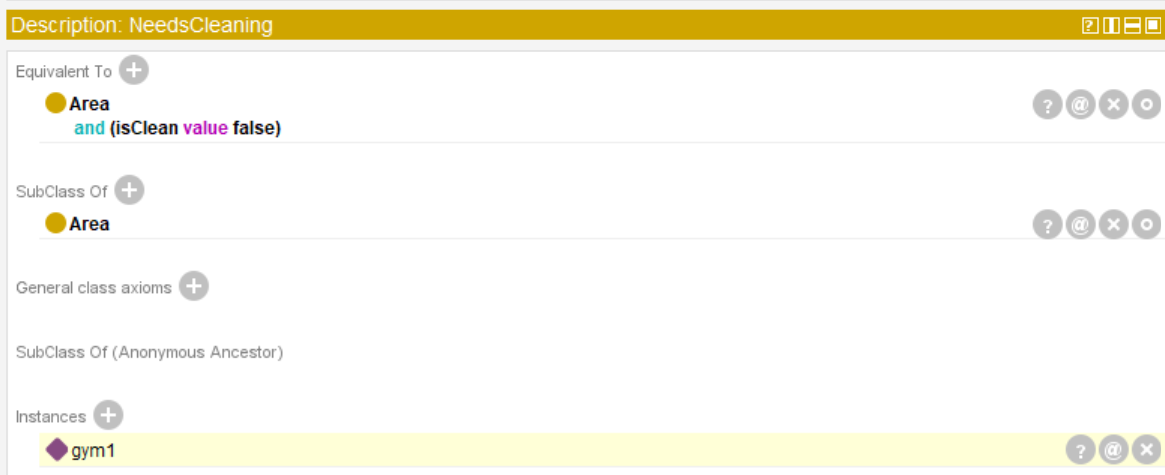 Description: NeedsCleaning
Equivalent To
Area
and (isClean value false)
SubClass Of
Area
General class axioms
SubClass Of (Anonymous Ancestor)
Instances
gym1